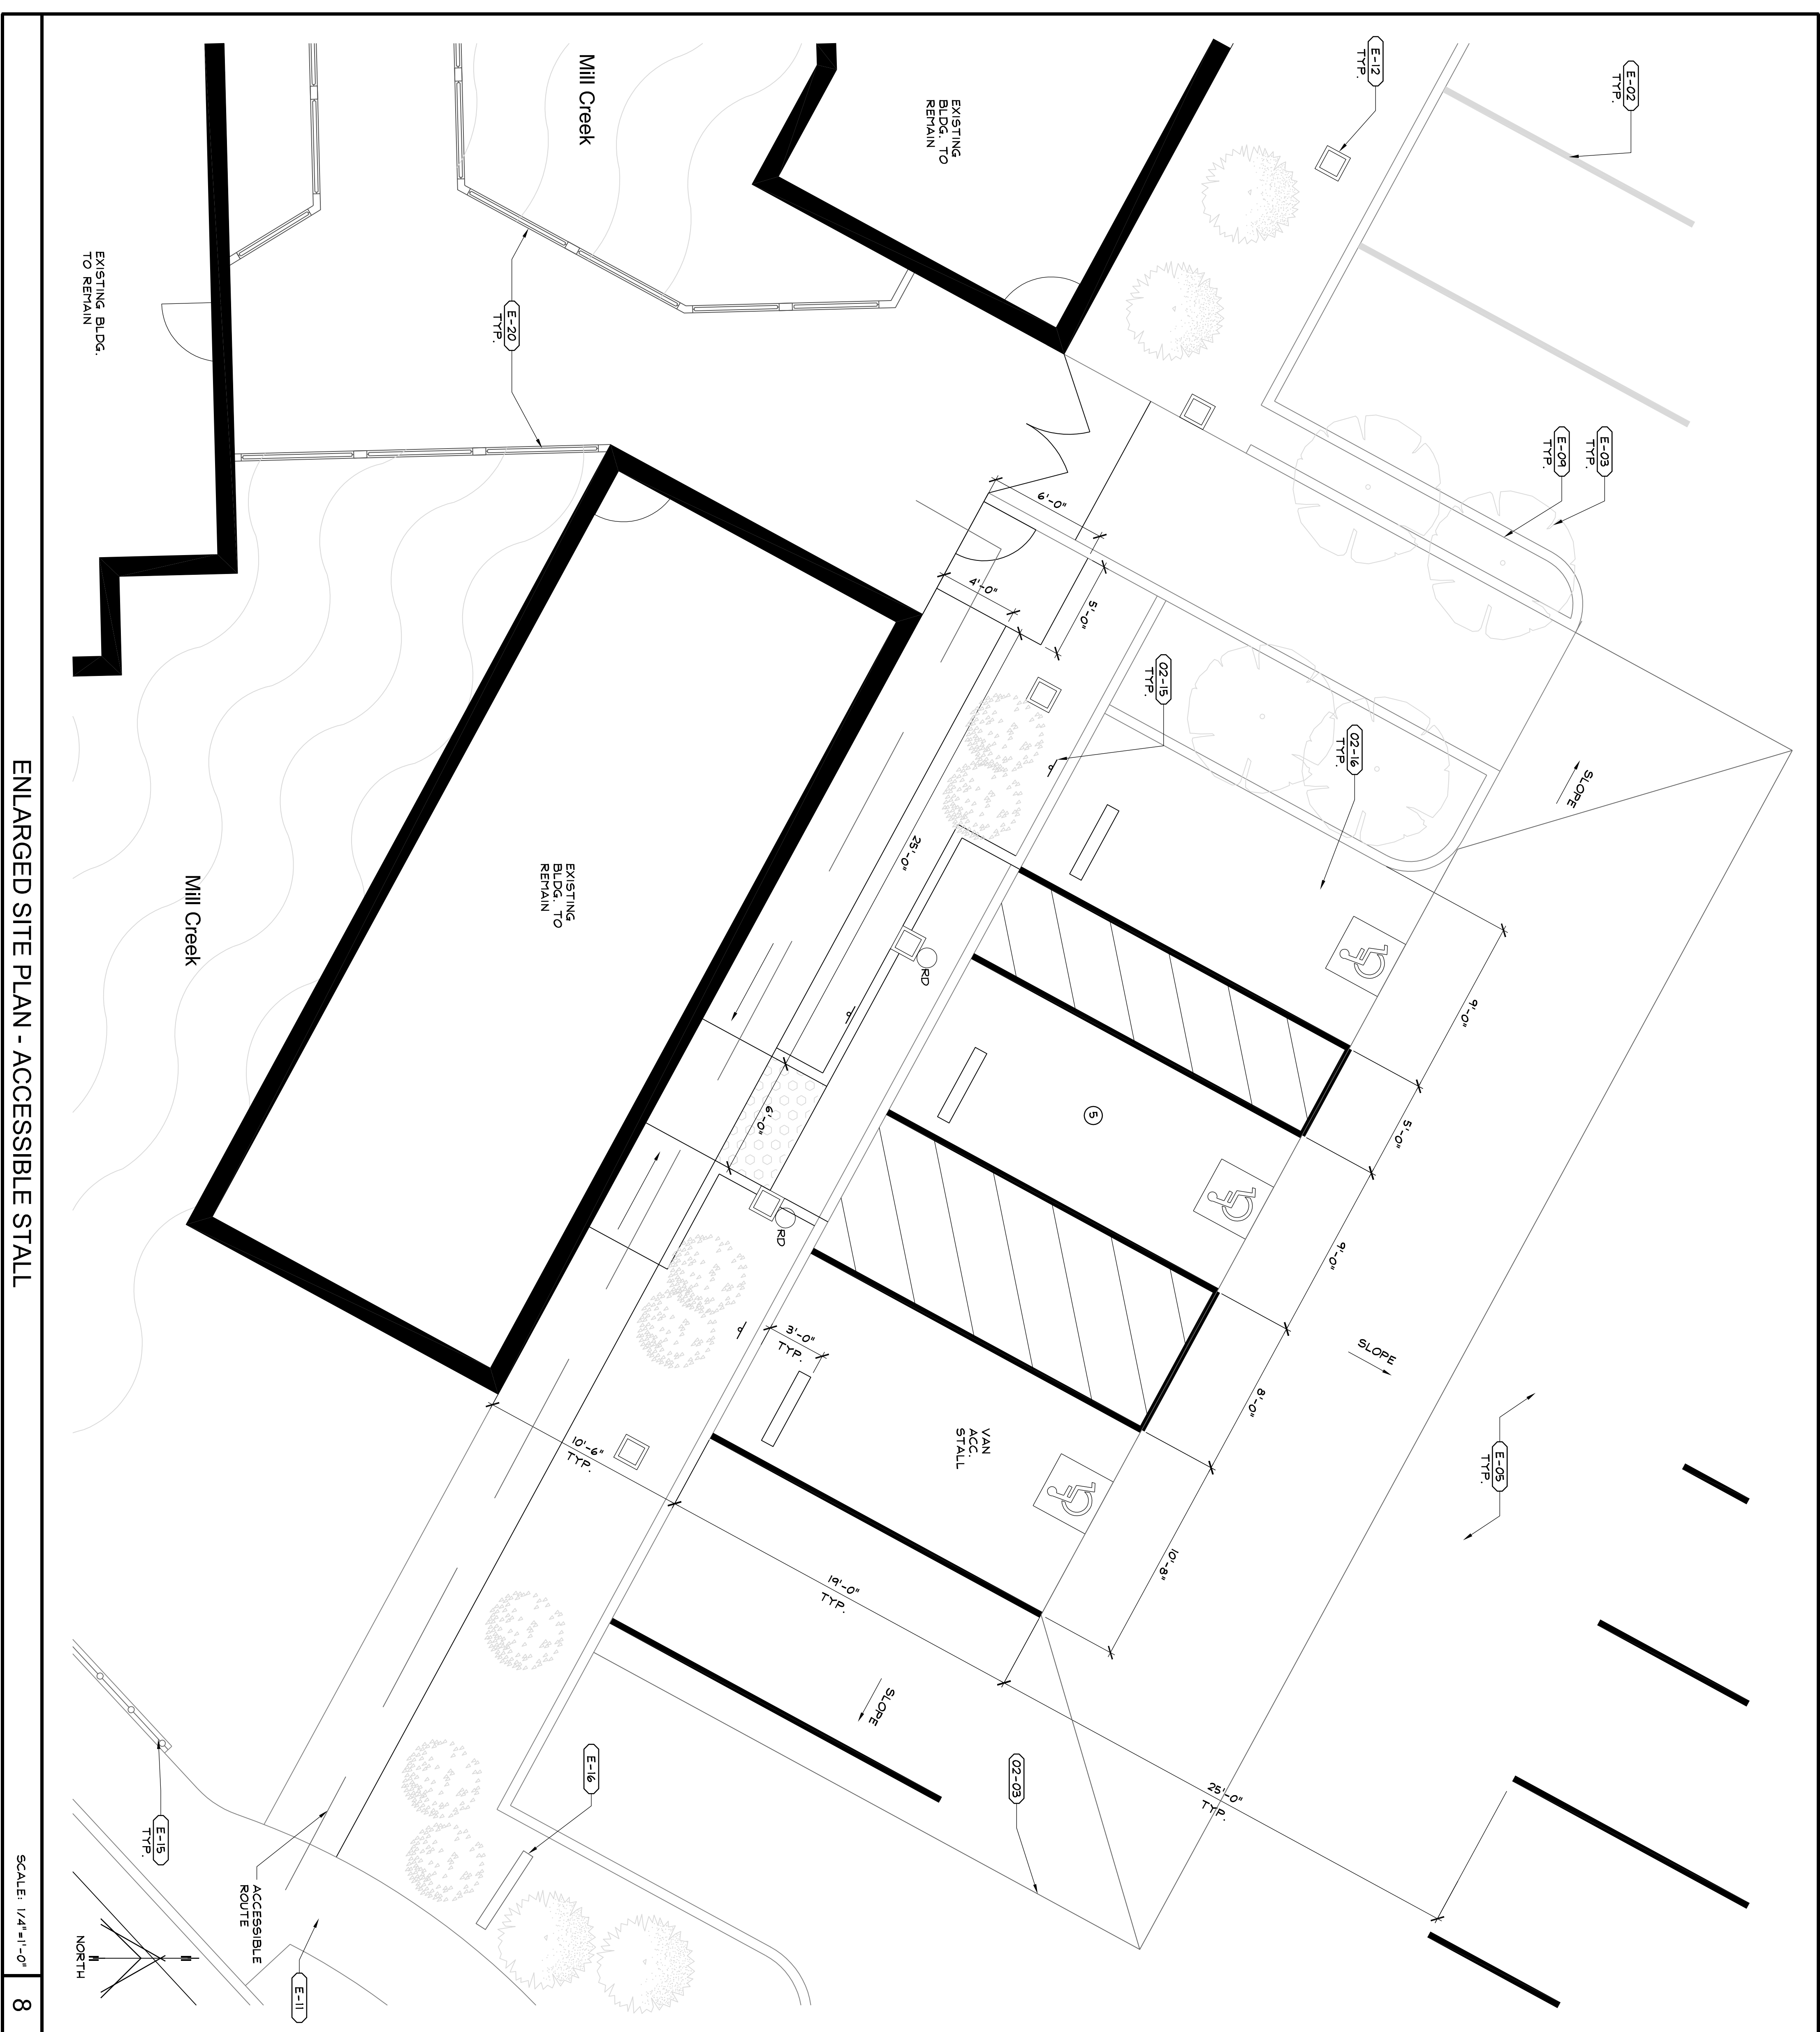 E-02
TYP.
E-12
TYP.
E-03
TYP.
E-09
TYP.
Mill Creek
EXISTING
BLDG. TO
REMAIN
EXISTING BLDG.
TO REMAIN
E-20
TYP.
6'-0"
4'-0"
5'-0"
02-15
TYP.
02-16
TYP.
SLOPE
25'-0"
RD
9'-0"
5'-0"
9'-0"
8'-0"
10'-8"
5
6'-0"
RD
EXISTING
BLDG. TO
REMAIN
Mill Creek
SLOPE
3'-0"
TYP.
VAN
ACC.
STALL
E-05
TYP.
10'-6"
TYP.
19'-0"
TYP.
25'-0"
TYP.
SLOPE
02-03
E-16
E-15
TYP.
ACCESSIBLE
ROUTE
E-11
NORTH
ENLARGED SITE PLAN - ACCESSIBLE STALL
SCALE: 1/4"=1'-0"
8